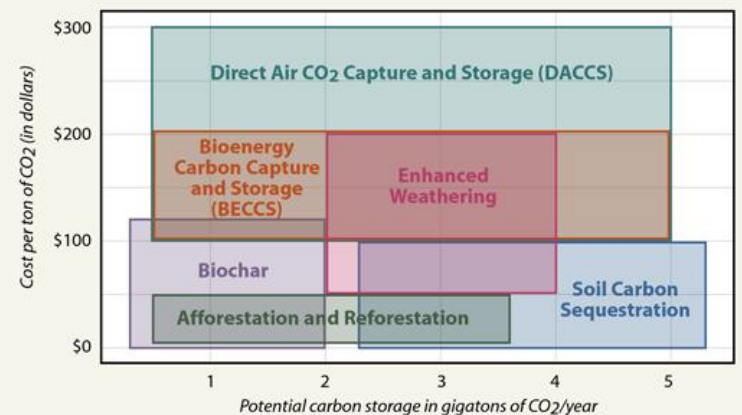 $300
$200
$100
$0
Cost per ton of CO2 (in dollars)
Direct Air CO2 Capture and Storage (DACCS)
Bioenergy
Carbon Capture
and Storage
(BECCS)
Enhanced
Weathering
Biochar
Soil Carbon
Sequestration
Afforestation and Reforestation
1 2 3 4 5
Potential carbon storage in gigatons of CO2/year